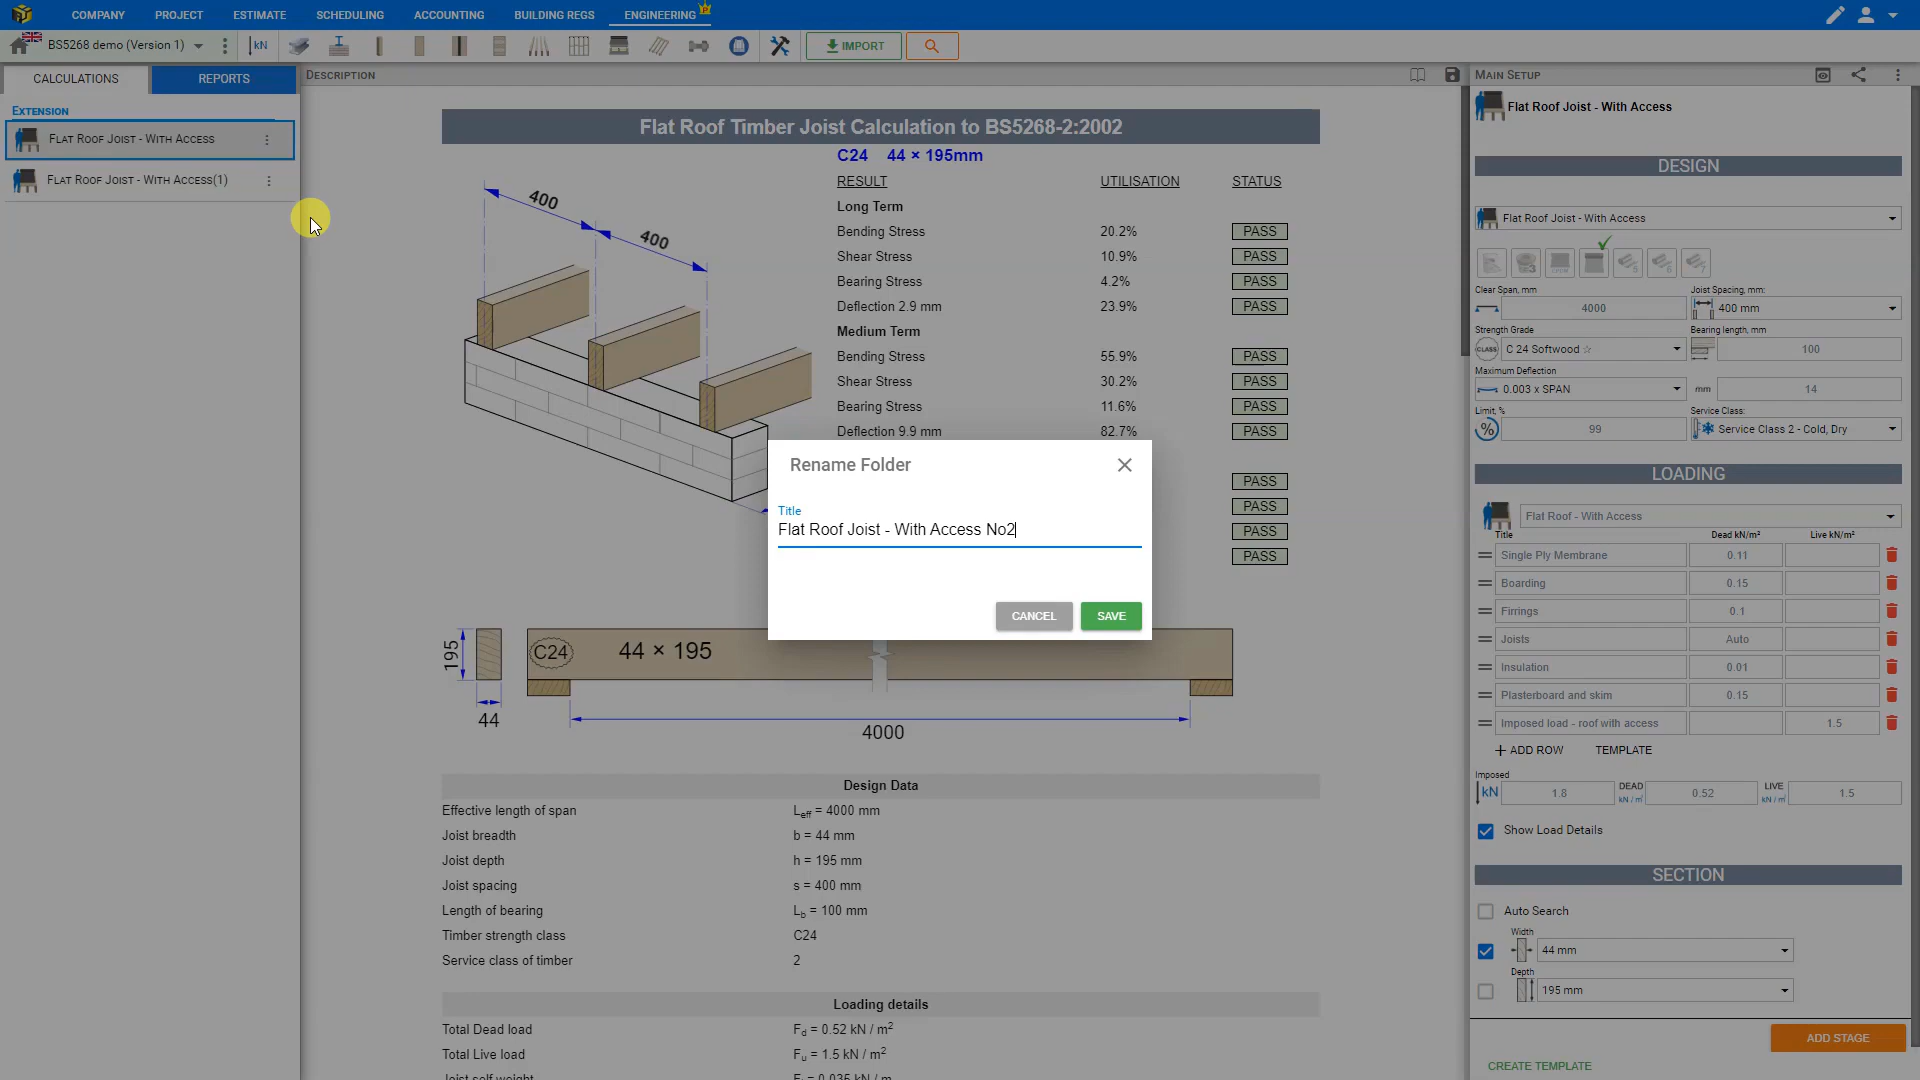 COMPANY
PROJECT
ESTIMATE
SCHEDULING
ACCOUNTING
BUILDING REGS
ENGINEERING
BS5268 demo (Version 1)
kN
IMPORT
CALCULATIONS
REPORTS
EXTENSION
FLAT ROOF JOIST - WITH ACCESS
FLAT ROOF JOIST - WITH ACCESS(1)
DESCRIPTION
Flat Roof Timber Joist Calculation to BS5268-2:2002
C24 44 × 195mm
RESULT UTILISATION STATUS
Long Term
Bending Stress 20.2% PASS
Shear Stress 10.9% PASS
Bearing Stress 4.2% PASS
Deflection 2.9 mm 23.9% PASS
Medium Term
Bending Stress 55.9% PASS
Shear Stress 30.2% PASS
Bearing Stress 11.6% PASS
Deflection 9.9 mm 82.7% PASS
PASS
PASS
PASS
PASS
400
400
Rename Folder
Title
Flat Roof Joist - With Access No2
CANCEL
SAVE
195
44
C24
44 × 195
4000
Design Data
Effective length of span Leff = 4000 mm
Joist breadth b = 44 mm
Joist depth h = 195 mm
Joist spacing s = 400 mm
Length of bearing Lb = 100 mm
Timber strength class C24
Service class of timber 2
Loading details
Total Dead load Fd = 0.52 kN / m²
Total Live load Fu = 1.5 kN / m²
MAIN SETUP
Flat Roof Joist - With Access
DESIGN
Flat Roof Joist - With Access
Clear Span, mm
4000
Joist Spacing, mm:
400 mm
Strength Grade
CLASS
C 24 Softwood ☆
Bearing length, mm
100
Maximum Deflection
0.003 x SPAN
mm
14
Limit, %
%
99
Service Class:
Service Class 2 - Cold, Dry
LOADING
Flat Roof - With Access
Title Dead kN/m² Live kN/m²
Single Ply Membrane 0.11
Boarding 0.15
Firrings 0.1
Joists Auto
Insulation 0.01
Plasterboard and skim 0.15
Imposed load - roof with access 1.5
+ ADD ROW
TEMPLATE
Imposed
kN
1.8
DEAD
kN / m²
0.52
LIVE
kN / m²
1.5
Show Load Details
SECTION
Auto Search
Width
44 mm
Depth
195 mm
ADD STAGE
CREATE TEMPLATE